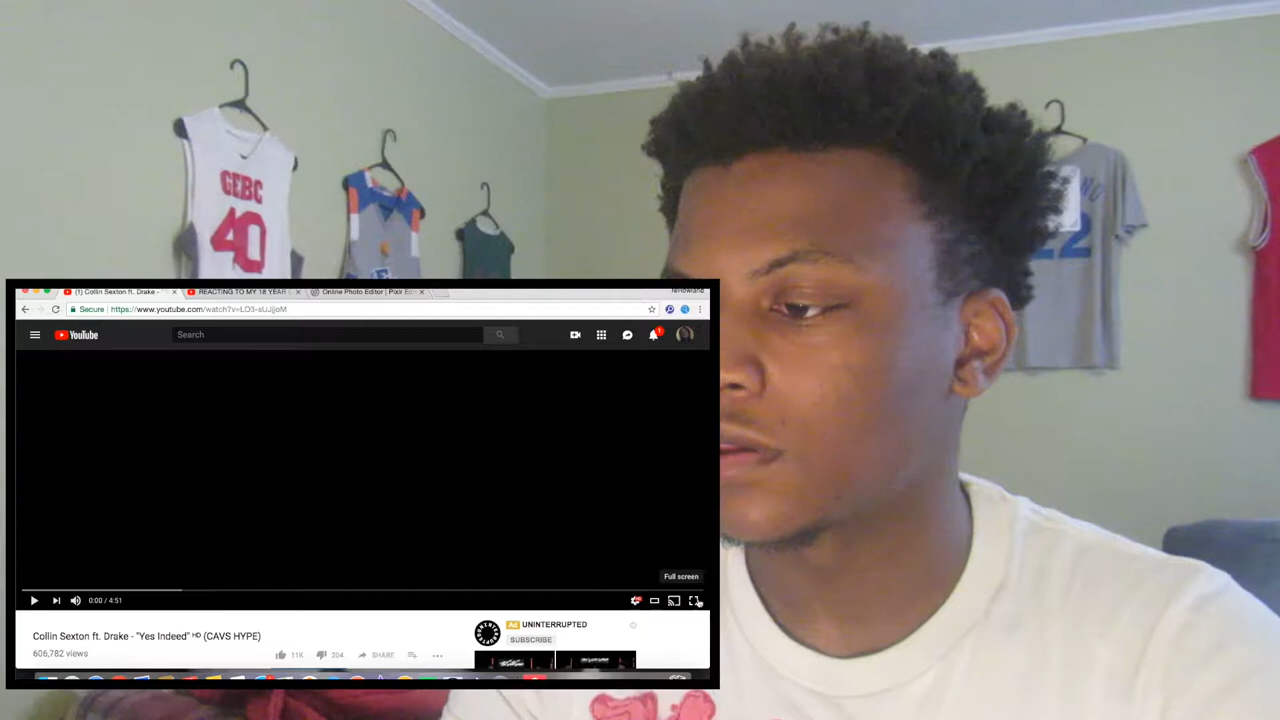 GEBC
40
22
(1) Collin Sexton ft. Drake - "
REACTING TO MY 18 YEAR
Online Photo Editor | Pixlr Ed
Secure
https://www.youtube.com/watch?v=LO3-sUJjjoM
YouTube
Search
1
Full screen
0:00 / 4:51
Collin Sexton ft. Drake - "Yes Indeed" ᴴᴰ (CAVS HYPE)
606,782 views
11K
204
SHARE
Ad UNINTERRUPTED
SUBSCRIBE